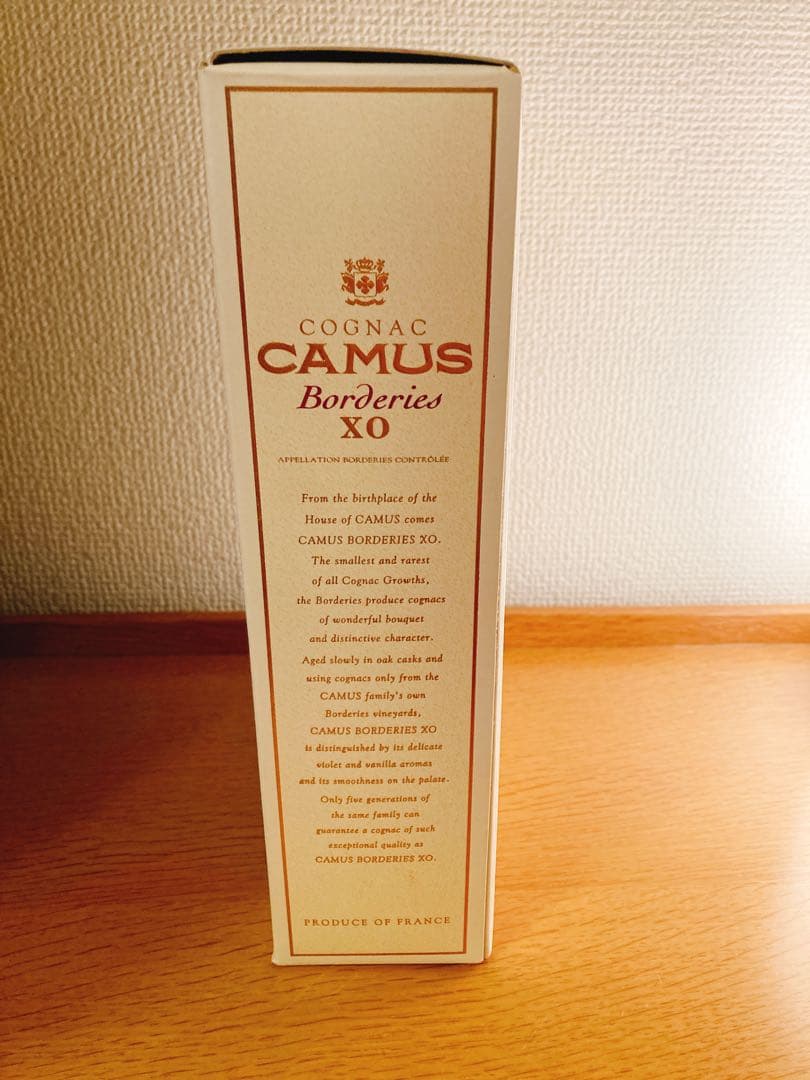 COGNAC
CAMUS
Borderies
XO
APPELLATION BORDERIES CONTRÔLÉE
From the birthplace of the
House of CAMUS comes
CAMUS BORDERIES XO.
The smallest and rarest
of all Cognac Growths,
the Borderies produce cognacs
of wonderful bouquet
and distinctive character.
Aged slowly in oak casks and
using cognacs only from the
CAMUS family's own
Borderies vineyards,
CAMUS BORDERIES XO
is distinguished by its delicate
violet and vanilla aromas
and its smoothness on the palate.
Only five generations of
the same family can
guarantee a cognac of such
exceptional quality as
CAMUS BORDERIES XO.
PRODUCE OF FRANCE